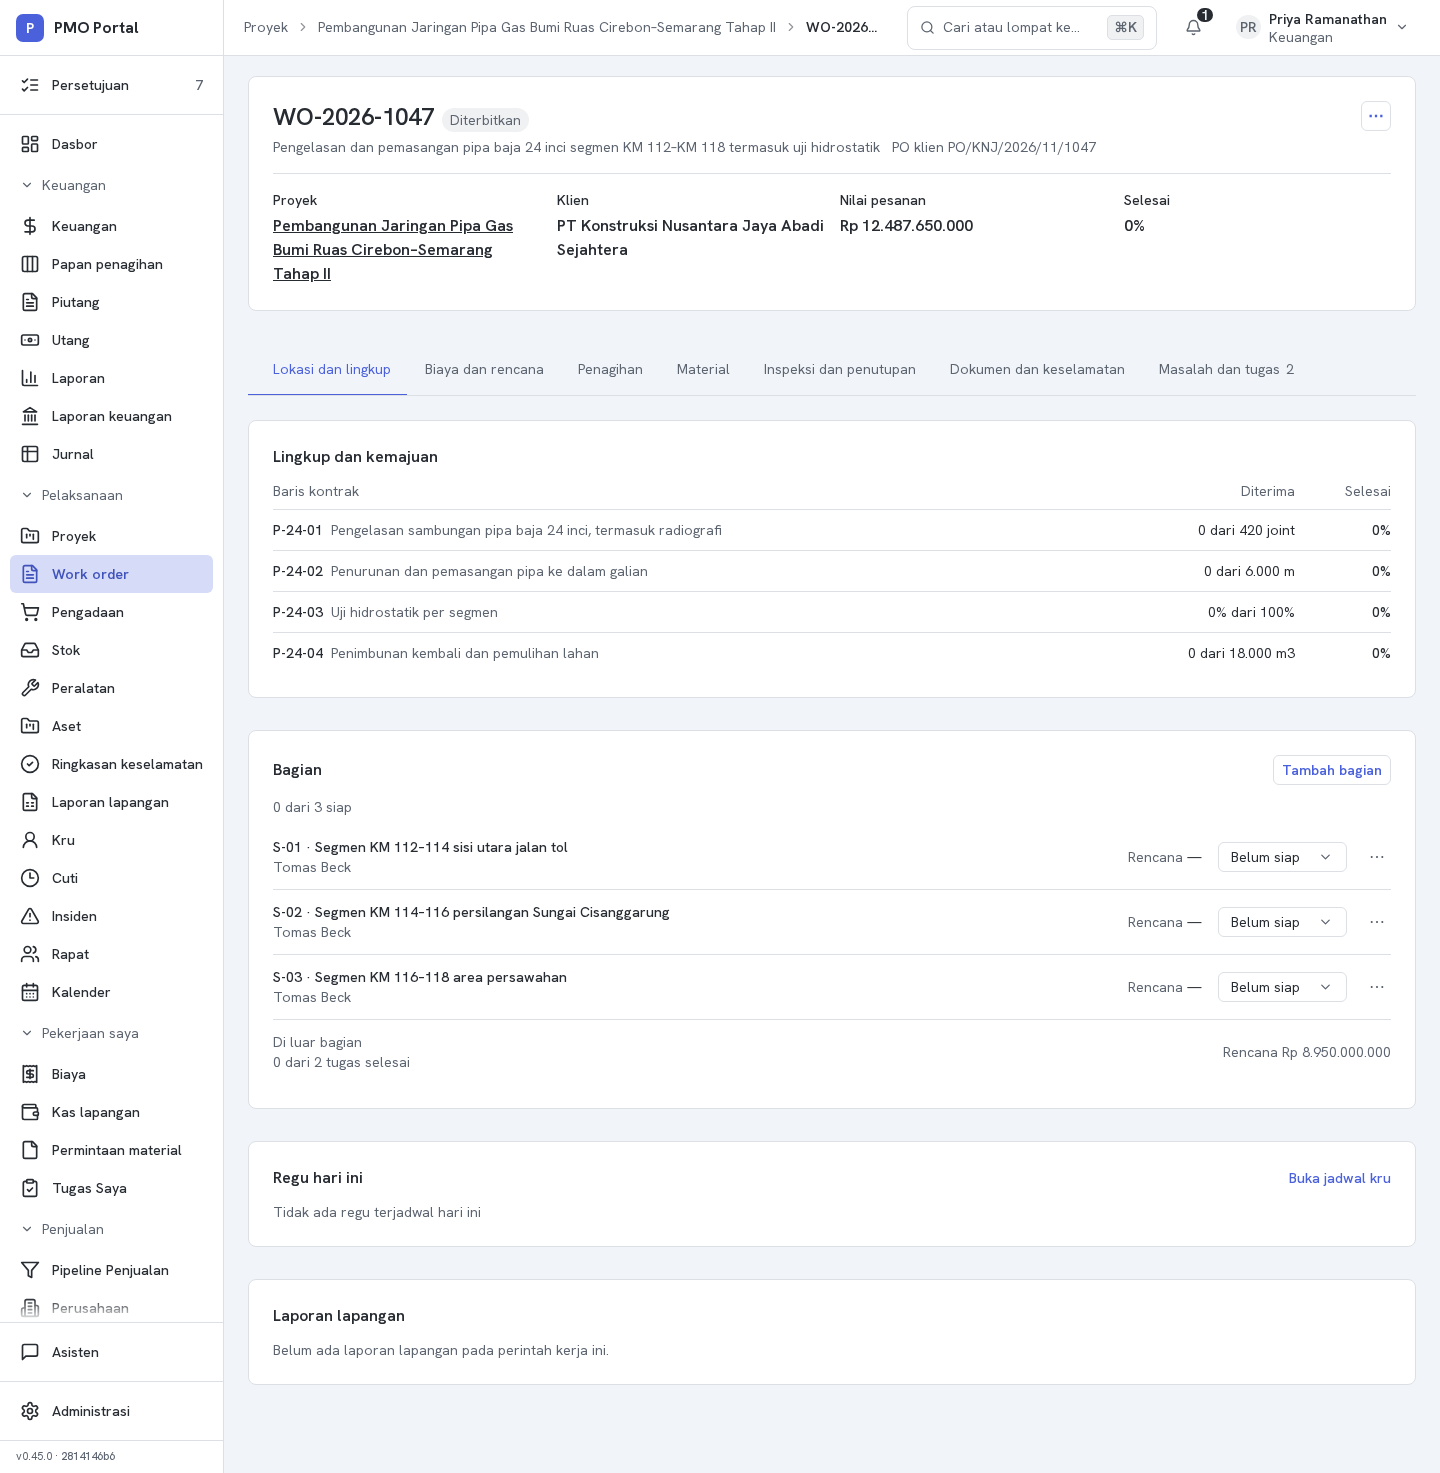 P PMO Portal
Proyek > Pembangunan Jaringan Pipa Gas Bumi Ruas Cirebon–Semarang Tahap II > WO-2026...
Cari atau lompat ke... ⌘K
1
PR Priya Ramanathan
Keuangan
Persetujuan 7
Dasbor
Keuangan
Keuangan
Papan penagihan
Piutang
Utang
Laporan
Laporan keuangan
Jurnal
Pelaksanaan
Proyek
Work order
Pengadaan
Stok
Peralatan
Aset
Ringkasan keselamatan
Laporan lapangan
Kru
Cuti
Insiden
Rapat
Kalender
Pekerjaan saya
Biaya
Kas lapangan
Permintaan material
Tugas Saya
Penjualan
Pipeline Penjualan
Perusahaan
Asisten
Administrasi
v0.45.0 · 2814146b6
WO-2026-1047 Diterbitkan
Pengelasan dan pemasangan pipa baja 24 inci segmen KM 112–KM 118 termasuk uji hidrostatik PO klien PO/KNJ/2026/11/1047
Proyek
Pembangunan Jaringan Pipa Gas
Bumi Ruas Cirebon–Semarang
Tahap II
Klien
PT Konstruksi Nusantara Jaya Abadi
Sejahtera
Nilai pesanan
Rp 12.487.650.000
Selesai
0%
Lokasi dan lingkup Biaya dan rencana Penagihan Material Inspeksi dan penutupan Dokumen dan keselamatan Masalah dan tugas 2
Lingkup dan kemajuan
Baris kontrak Diterima Selesai
P-24-01 Pengelasan sambungan pipa baja 24 inci, termasuk radiografi 0 dari 420 joint 0%
P-24-02 Penurunan dan pemasangan pipa ke dalam galian 0 dari 6.000 m 0%
P-24-03 Uji hidrostatik per segmen 0% dari 100% 0%
P-24-04 Penimbunan kembali dan pemulihan lahan 0 dari 18.000 m3 0%
Bagian Tambah bagian
0 dari 3 siap
S-01 · Segmen KM 112–114 sisi utara jalan tol
Tomas Beck
Rencana — Belum siap
S-02 · Segmen KM 114–116 persilangan Sungai Cisanggarung
Tomas Beck
Rencana — Belum siap
S-03 · Segmen KM 116–118 area persawahan
Tomas Beck
Rencana — Belum siap
Di luar bagian
0 dari 2 tugas selesai
Rencana Rp 8.950.000.000
Regu hari ini Buka jadwal kru
Tidak ada regu terjadwal hari ini
Laporan lapangan
Belum ada laporan lapangan pada perintah kerja ini.